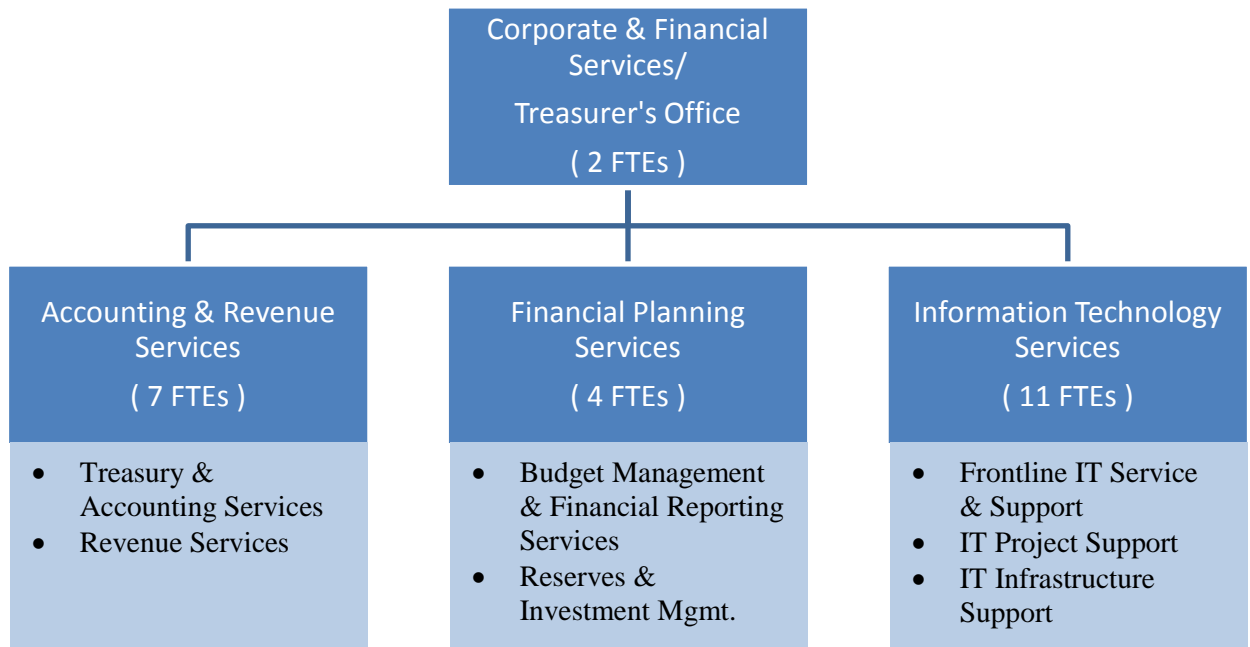 Corporate & Financial
Services/
Treasurer's Office
( 2 FTEs )
Accounting & Revenue
Services
( 7 FTEs )
• Treasury &
Accounting Services
• Revenue Services
Financial Planning
Services
( 4 FTEs )
• Budget Management
& Financial Reporting
Services
• Reserves &
Investment Mgmt.
Information Technology
Services
( 11 FTEs )
• Frontline IT Service
& Support
• IT Project Support
• IT Infrastructure
Support